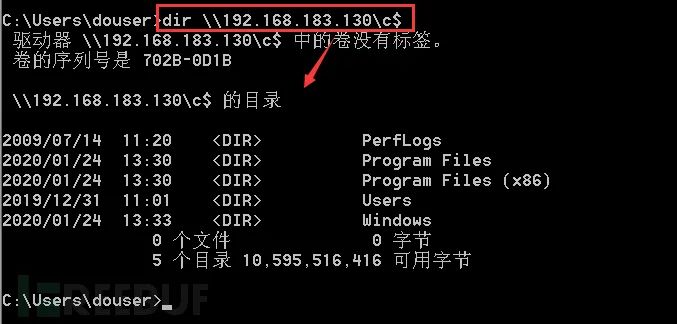 C:\Users\douser>dir \\192.168.183.130\c$
驱动器 \\192.168.183.130\c$ 中的卷没有标签。
卷的序列号是 702B-0D1B
\\192.168.183.130\c$ 的目录
2009/07/14  11:20    <DIR>          PerfLogs
2020/01/24  13:30    <DIR>          Program Files
2020/01/24  13:30    <DIR>          Program Files (x86)
2019/12/31  11:01    <DIR>          Users
2020/01/24  13:33    <DIR>          Windows
0 个文件              0 字节
5 个目录 10,595,516,416 可用字节
C:\Users\douser>_
REEBUF